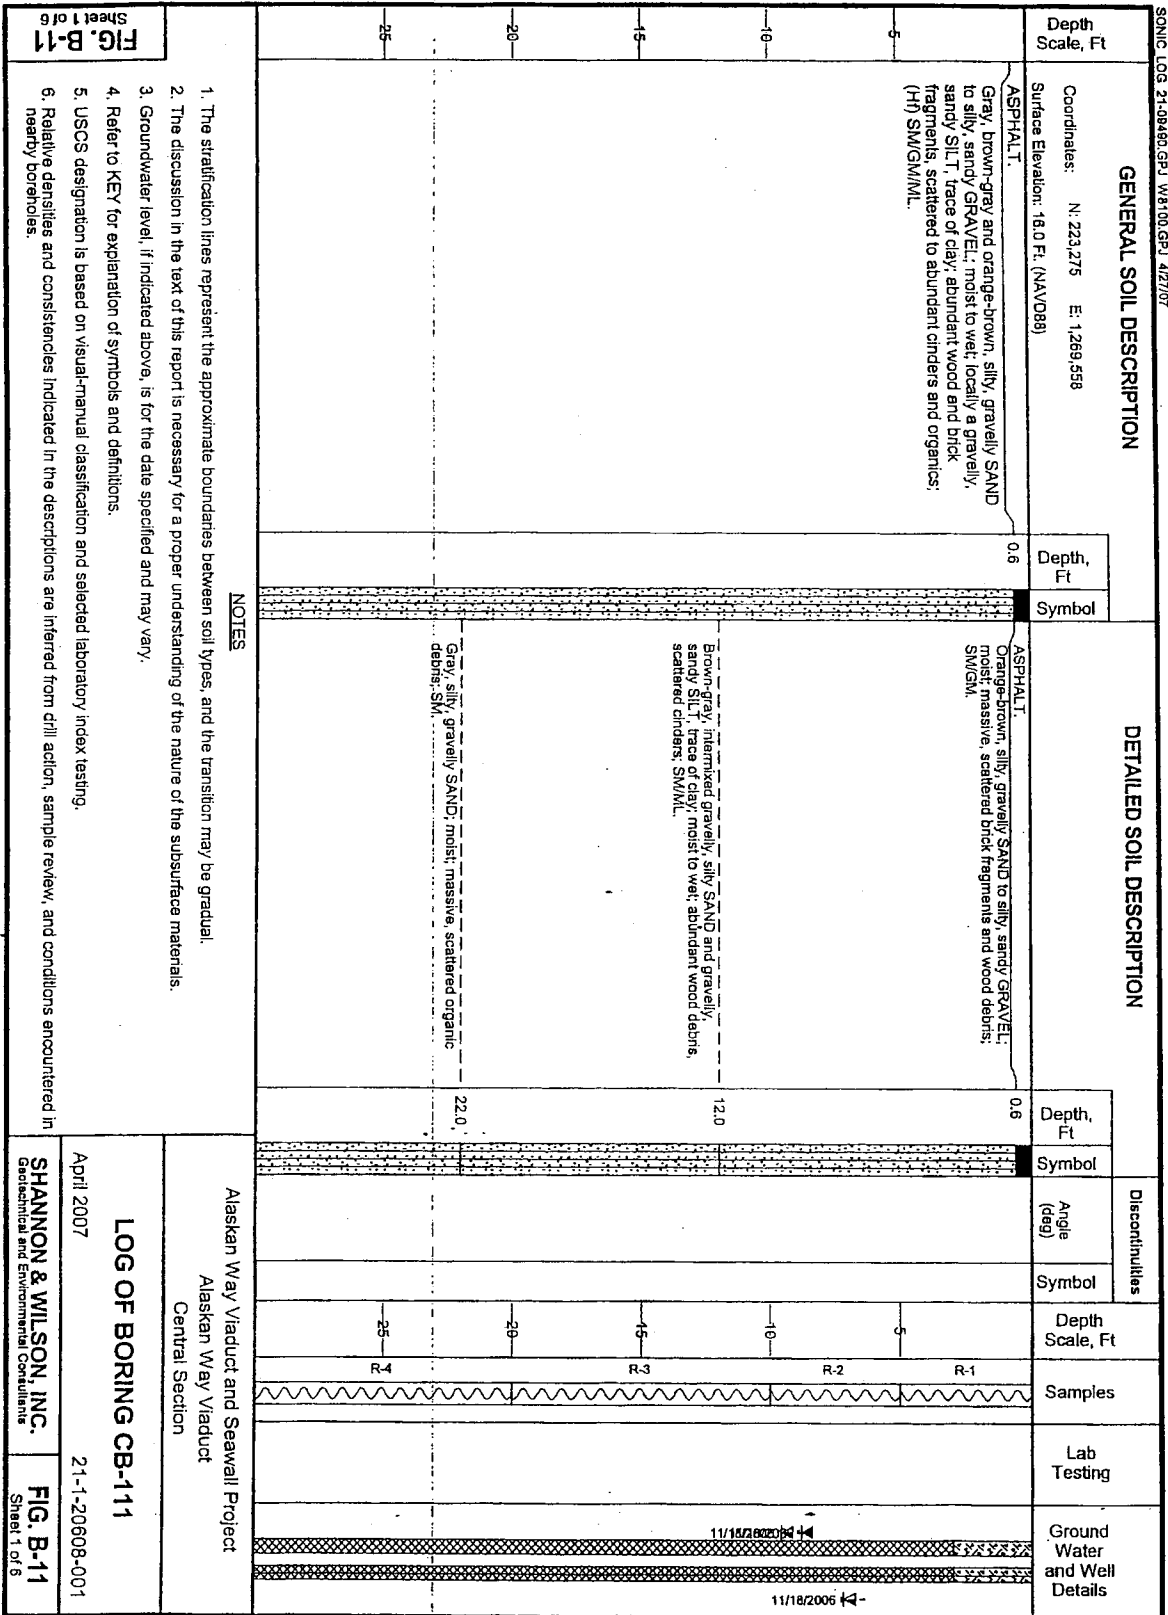 SONIC LOG 21-09490.GPJ W8100.GPJ 4/27/07
Depth
Scale, Ft
GENERAL SOIL DESCRIPTION
Coordinates: N: 223,275 E: 1,269,558
Surface Elevation: 16.0 Ft. (NAVD88)
Depth,
Ft
Symbol
DETAILED SOIL DESCRIPTION
Depth,
Ft
Symbol
Discontinuities
Angle
(deg)
Symbol
Depth
Scale, Ft
Samples
Lab
Testing
Ground
Water
and Well
Details
ASPHALT.
0.6
Gray, brown-gray and orange-brown, silty, gravelly SAND
to silty, sandy GRAVEL; moist to wet; locally a gravelly,
sandy SILT, trace of clay; abundant wood and brick
fragments, scattered to abundant cinders and organics;
(Hf) SM/GM/ML.
5
10
15
20
25
ASPHALT.
0.6
Orange-brown, silty, gravelly SAND to silty, sandy GRAVEL;
moist; massive, scattered brick fragments and wood debris;
SM/GM.
12.0
Brown-gray, intermixed gravelly, silty SAND and gravelly,
sandy SILT, trace of clay; moist to wet; abundant wood debris,
scattered cinders; SM/ML.
22.0
Gray, silty, gravelly SAND; moist; massive, scattered organic
debris; SM.
5
10
15
20
25
R-1
R-2
R-3
R-4
11/18/2006
NOTES
1. The stratification lines represent the approximate boundaries between soil types, and the transition may be gradual.
2. The discussion in the text of this report is necessary for a proper understanding of the nature of the subsurface materials.
3. Groundwater level, if indicated above, is for the date specified and may vary.
4. Refer to KEY for explanation of symbols and definitions.
5. USCS designation is based on visual-manual classification and selected laboratory index testing.
6. Relative densities and consistencies indicated in the descriptions are inferred from drill action, sample review, and conditions encountered in
nearby boreholes.
FIG. B-11
Sheet 1 of 6
Alaskan Way Viaduct and Seawall Project
Alaskan Way Viaduct
Central Section
LOG OF BORING CB-111
April 2007 21-1-20608-001
SHANNON & WILSON, INC.
Geotechnical and Environmental Consultants
FIG. B-11
Sheet 1 of 6